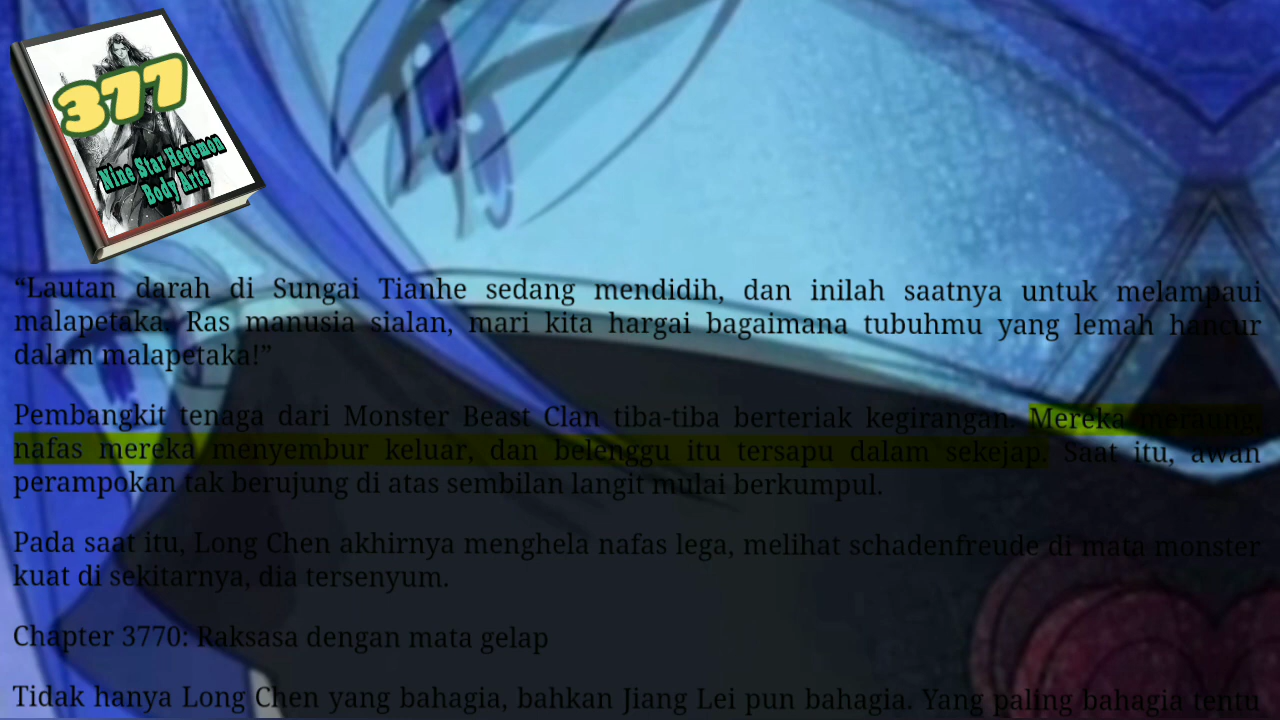 377
Nine Star Hegemon
Body Arts
“Lautan darah di Sungai Tianhe sedang mendidih, dan inilah saatnya untuk melampaui
malapetaka. Ras manusia sialan, mari kita hargai bagaimana tubuhmu yang lemah hancur
dalam malapetaka!”
Pembangkit tenaga dari Monster Beast Clan tiba-tiba berteriak kegirangan. Mereka meraung,
nafas mereka menyembur keluar, dan belenggu itu tersapu dalam sekejap. Saat itu, awan
perampokan tak berujung di atas sembilan langit mulai berkumpul.
Pada saat itu, Long Chen akhirnya menghela nafas lega, melihat schadenfreude di mata monster
kuat di sekitarnya, dia tersenyum.
Chapter 3770: Raksasa dengan mata gelap
Tidak hanya Long Chen yang bahagia, bahkan Jiang Lei pun bahagia. Yang paling bahagia tentu